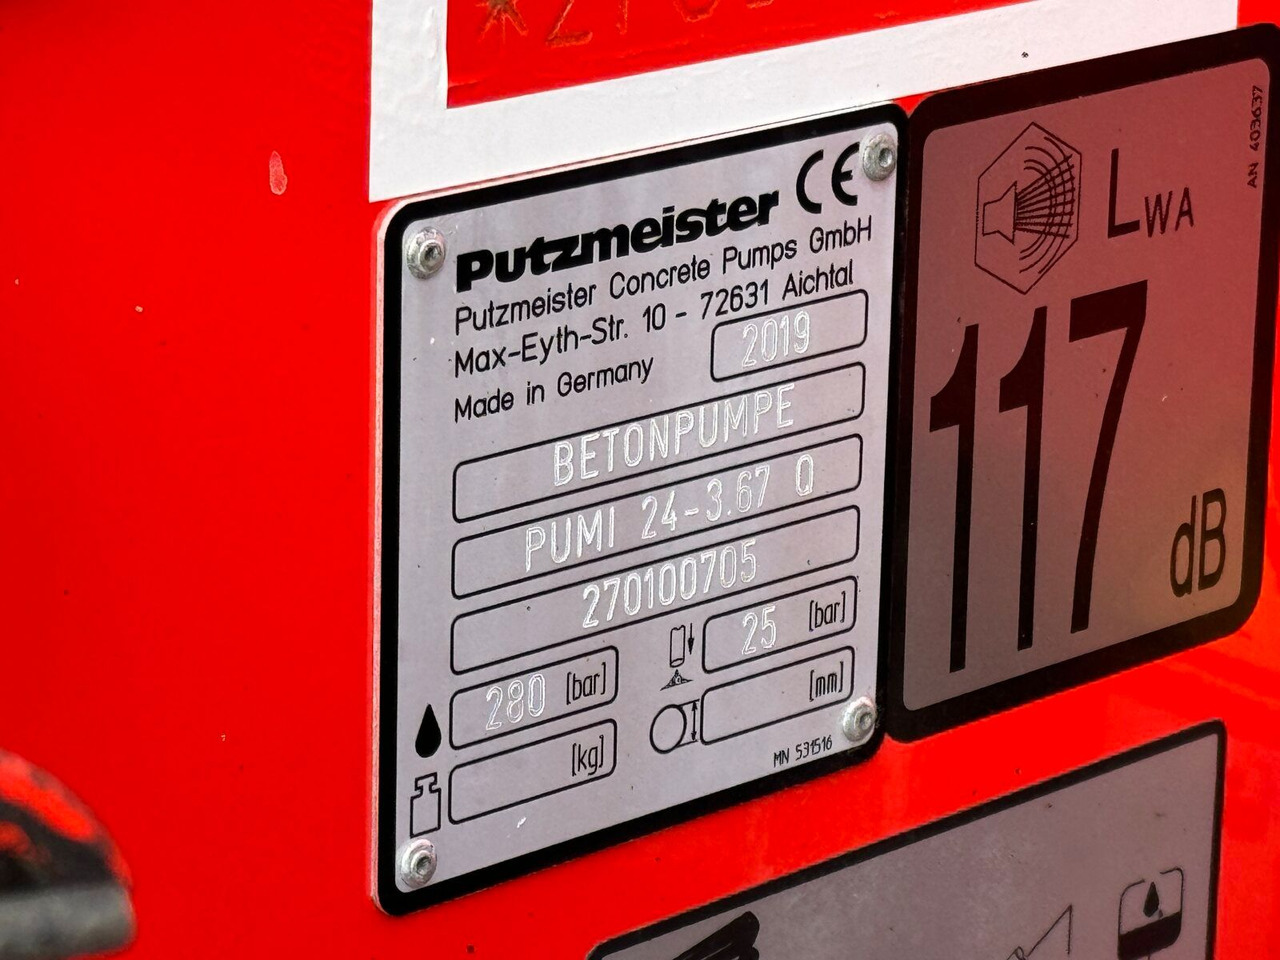 Putzmeister CE
Putzmeister Concrete Pumps GmbH
Max-Eyth-Str. 10 - 72631 Aichtal
Made in Germany
2019
BETONPUMPE
PUMI 24-3.67 Q
270100705
280 [bar]
25 [bar]
[kg]
[mm]
MN 531516
AN 403637
LWA
117
dB